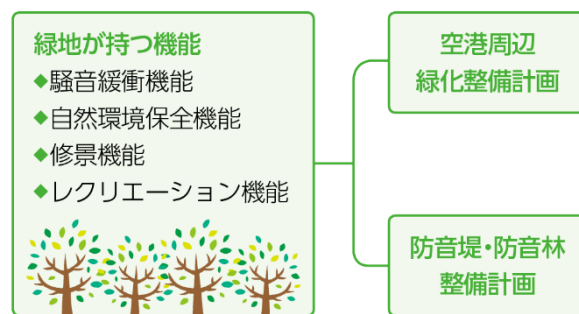 緑地が持つ機能
◆騒音緩衝機能
◆自然環境保全機能
◆修景機能
◆レクリエーション機能
空港周辺
緑化整備計画
防音堤・防音林
整備計画